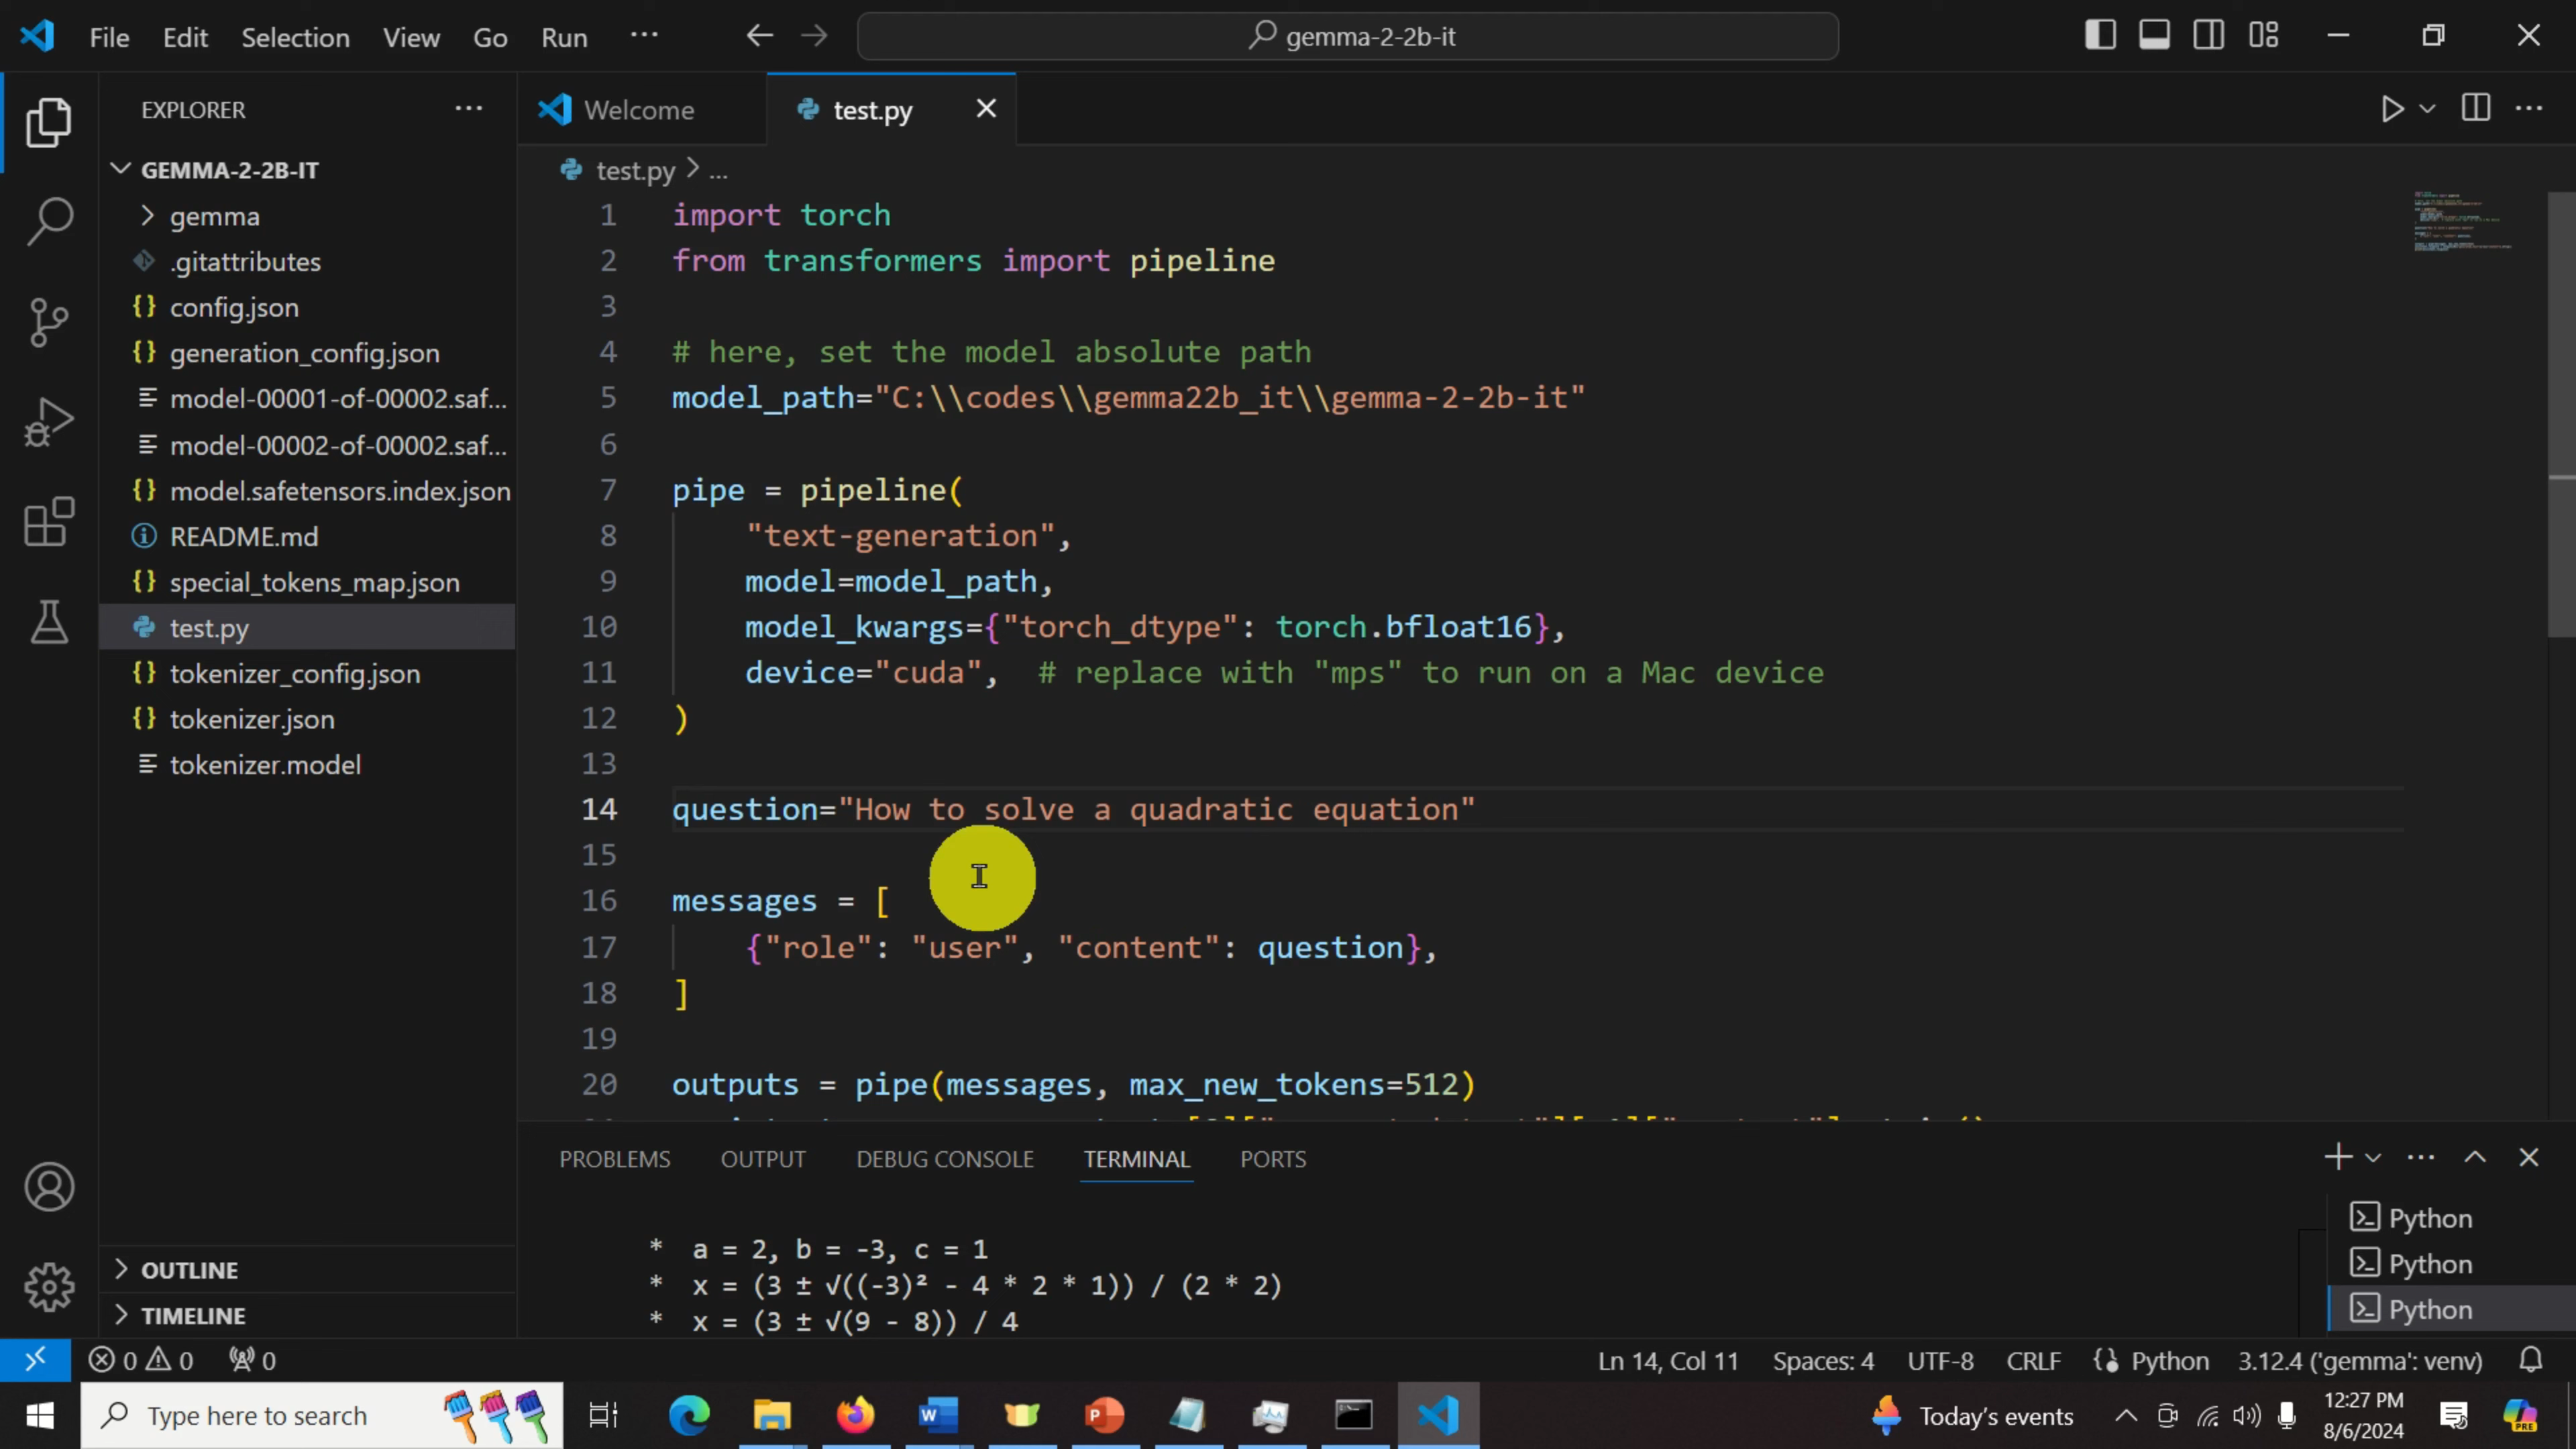 File Edit Selection View Go Run ··· gemma-2-2b-it
EXPLORER ···
GEMMA-2-2B-IT
gemma
.gitattributes
config.json
generation_config.json
model-00001-of-00002.saf...
model-00002-of-00002.saf...
model.safetensors.index.json
README.md
special_tokens_map.json
test.py
tokenizer_config.json
tokenizer.json
tokenizer.model
OUTLINE
TIMELINE
Welcome test.py
test.py > ...
1 import torch
2 from transformers import pipeline
3
4 # here, set the model absolute path
5 model_path="C:\\codes\\gemma22b_it\\gemma-2-2b-it"
6
7 pipe = pipeline(
8 "text-generation",
9 model=model_path,
10 model_kwargs={"torch_dtype": torch.bfloat16},
11 device="cuda", # replace with "mps" to run on a Mac device
12 )
13
14 question="How to solve a quadratic equation"
15
16 messages = [
17 {"role": "user", "content": question},
18 ]
19
20 outputs = pipe(messages, max_new_tokens=512)
PROBLEMS OUTPUT DEBUG CONSOLE TERMINAL PORTS
* a = 2, b = -3, c = 1
* x = (3 ± √((-3)² - 4 * 2 * 1)) / (2 * 2)
* x = (3 ± √(9 - 8)) / 4
Python
Python
Python
0 0 0 Ln 14, Col 11 Spaces: 4 UTF-8 CRLF Python 3.12.4 ('gemma': venv)
Type here to search Today's events 12:27 PM
8/6/2024